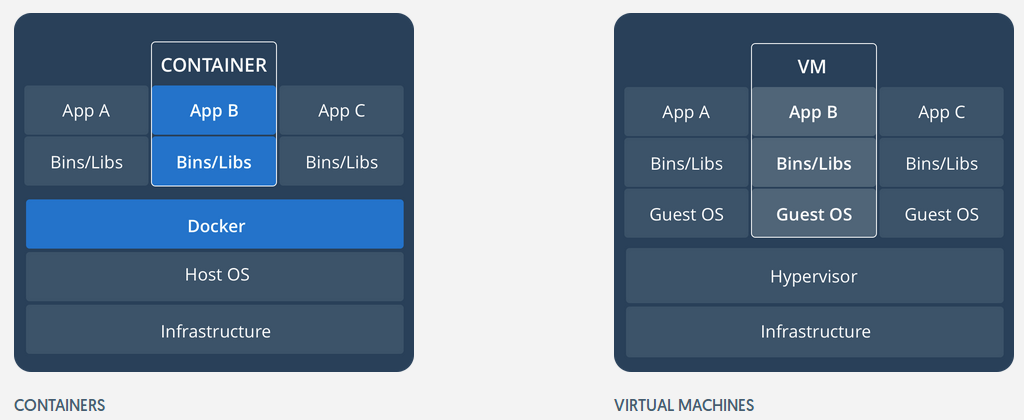 CONTAINER
App A
App B
App C
Bins/Libs
Bins/Libs
Bins/Libs
Docker
Host OS
Infrastructure
CONTAINERS
VM
App A
App B
App C
Bins/Libs
Bins/Libs
Bins/Libs
Guest OS
Guest OS
Guest OS
Hypervisor
Infrastructure
VIRTUAL MACHINES